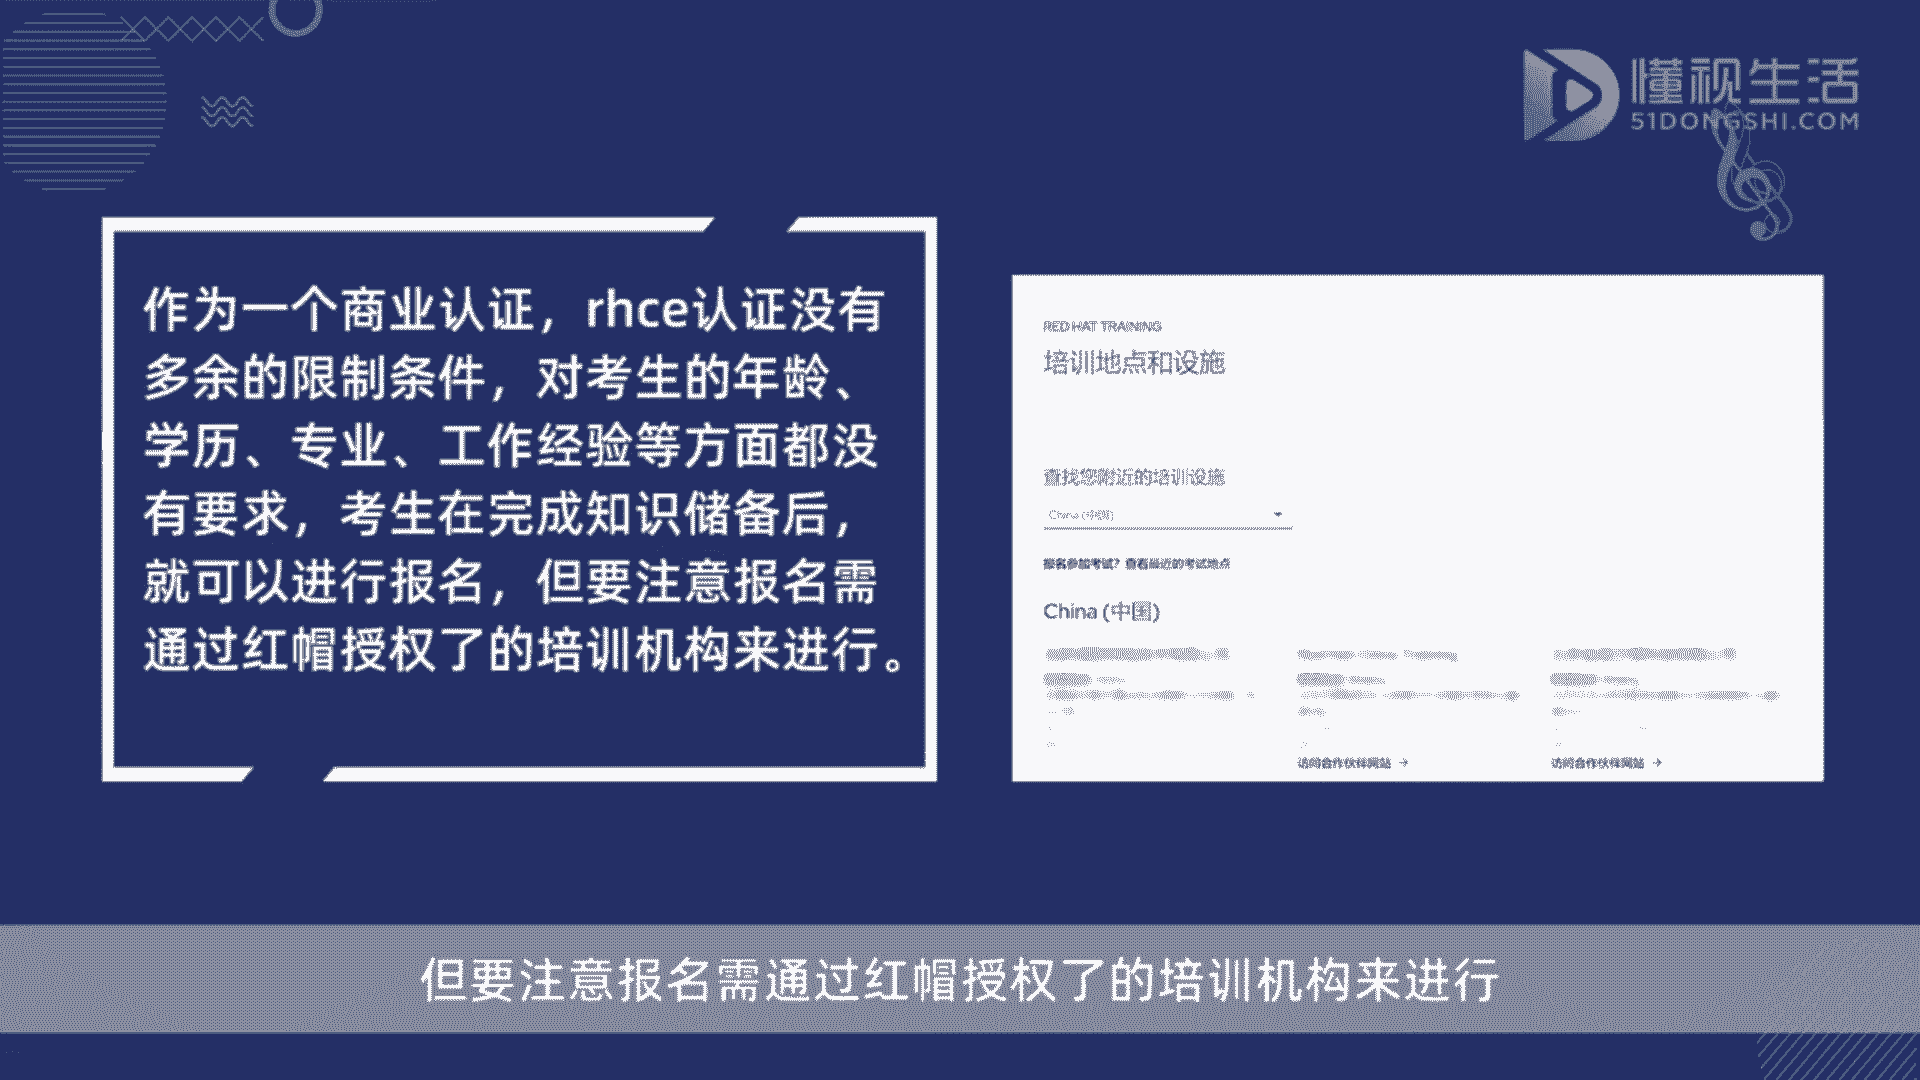 懂视生活
51DONGSHI.COM
作为一个商业认证，rhce认证没有
多余的限制条件，对考生的年龄、
学历、专业、工作经验等方面都没
有要求，考生在完成知识储备后，
就可以进行报名，但要注意报名需
通过红帽授权了的培训机构来进行。
RED HAT TRAINING
培训地点和设施
查找您附近的培训设施
China (中国)
报名参加考试？查看最近的考试地点
China (中国)
访问合作伙伴网站 →
访问合作伙伴网站 →
但要注意报名需通过红帽授权了的培训机构来进行